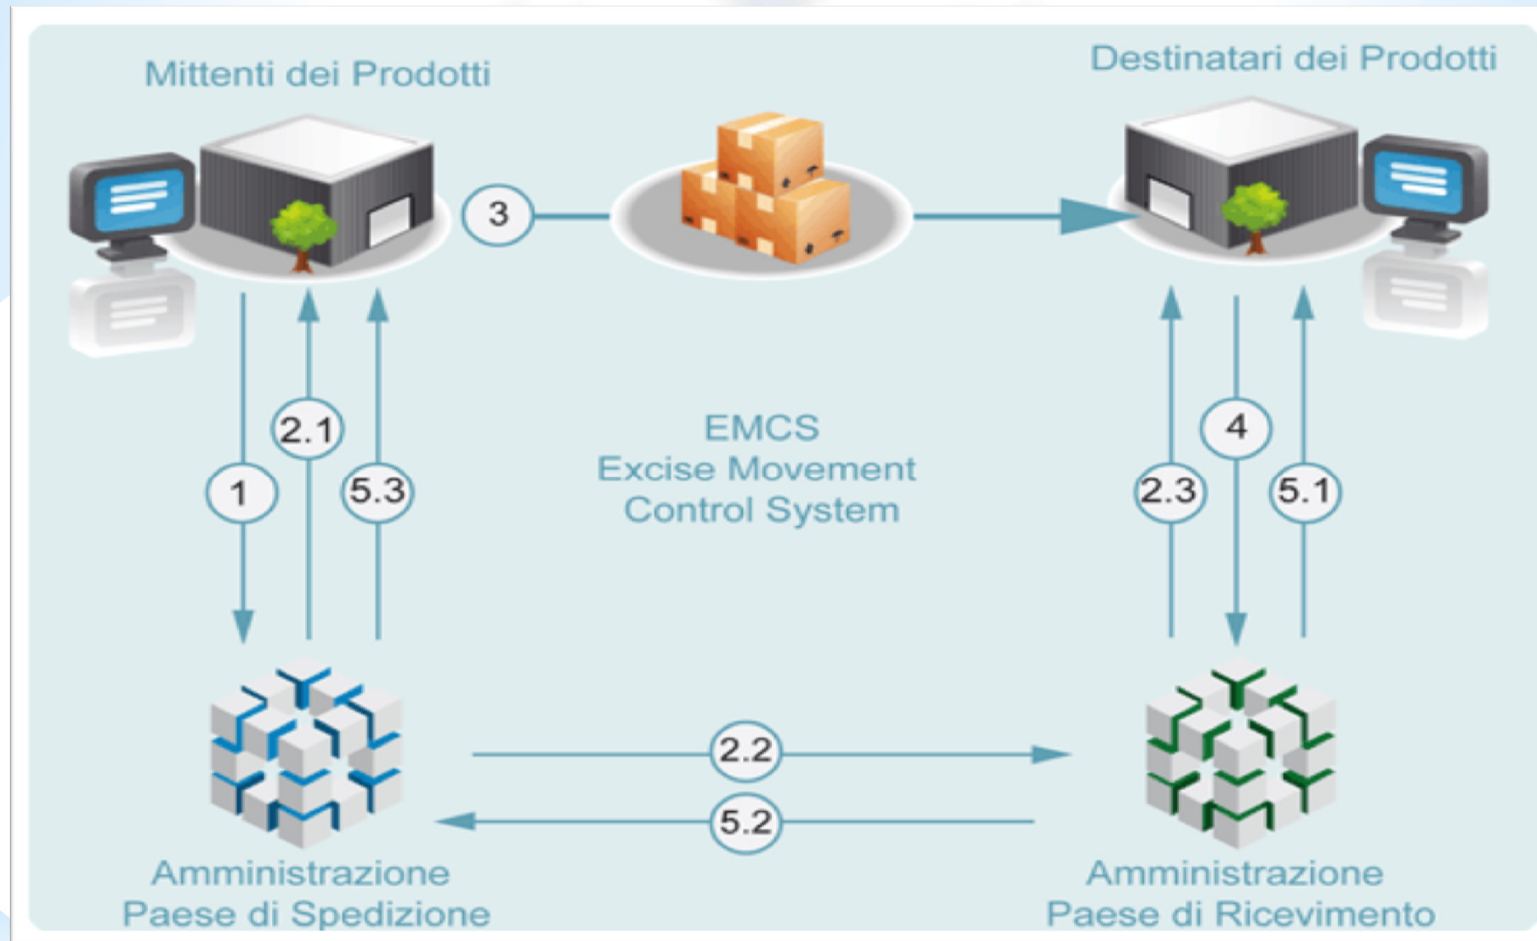 Mittenti dei Prodotti
Destinatari dei Prodotti
3
2.1
4
1
5.3
EMCS
Excise Movement
Control System
2.3
5.1
2.2
5.2
Amministrazione
Paese di Spedizione
Amministrazione
Paese di Ricevimento